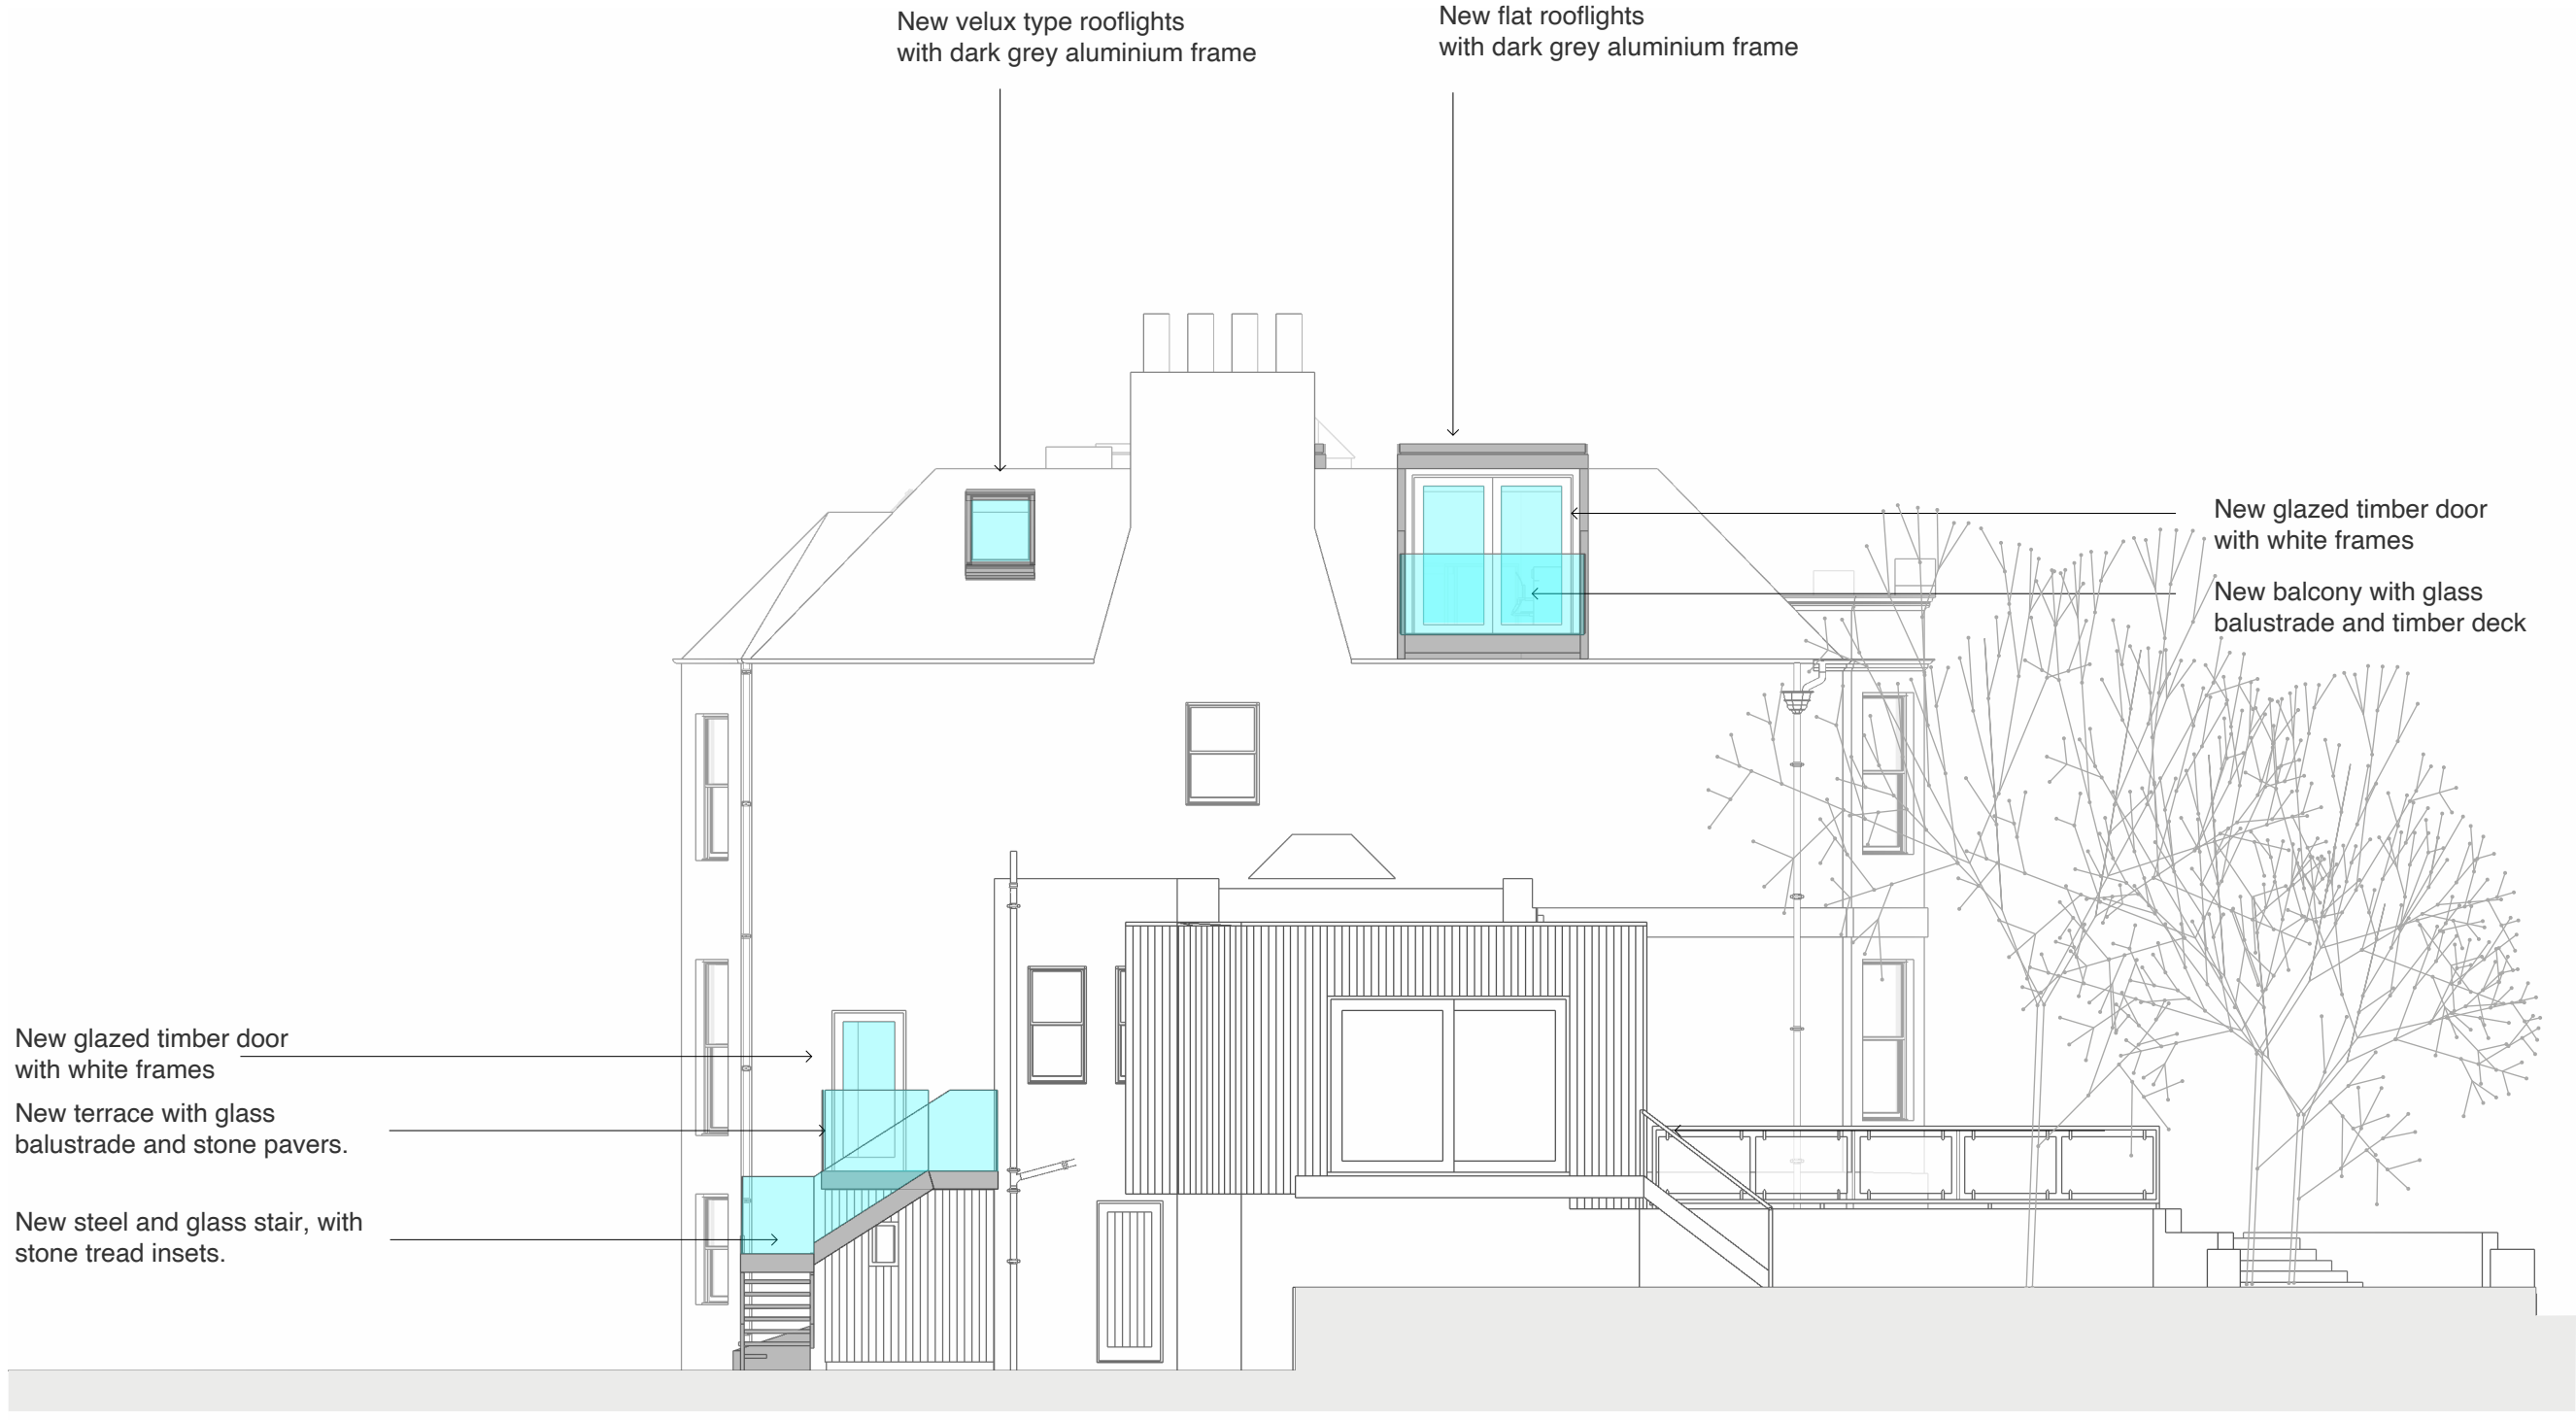 New velux type rooflights
with dark grey aluminium frame
New flat rooflights
with dark grey aluminium frame
New glazed timber door
with white frames
New balcony with glass
balustrade and timber deck
New glazed timber door
with white frames
New terrace with glass
balustrade and stone pavers.
New steel and glass stair, with
stone tread insets.